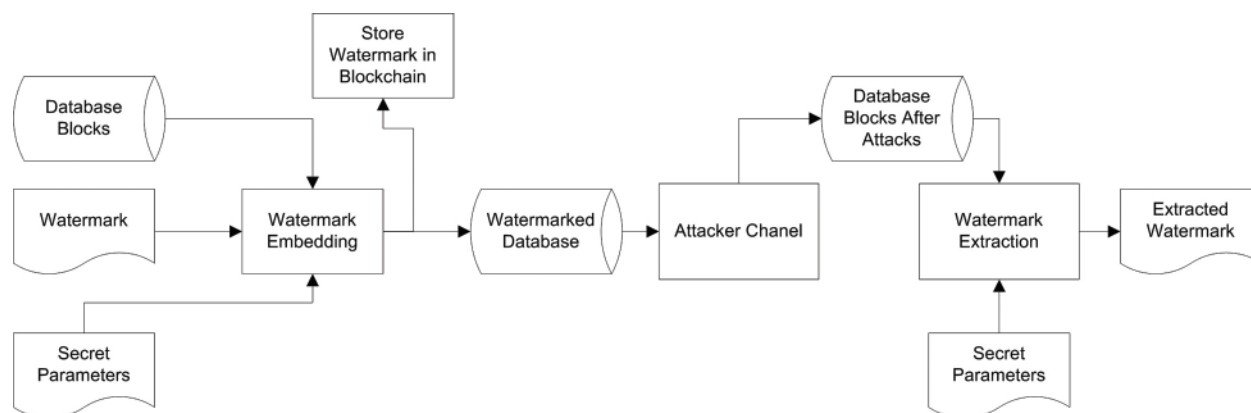 Store
Watermark in
Blockchain
Database
Blocks
Database
Blocks After
Attacks
Watermark
Watermark
Embedding
Watermarked
Database
Attacker Chanel
Watermark
Extraction
Extracted
Watermark
Secret
Parameters
Secret
Parameters